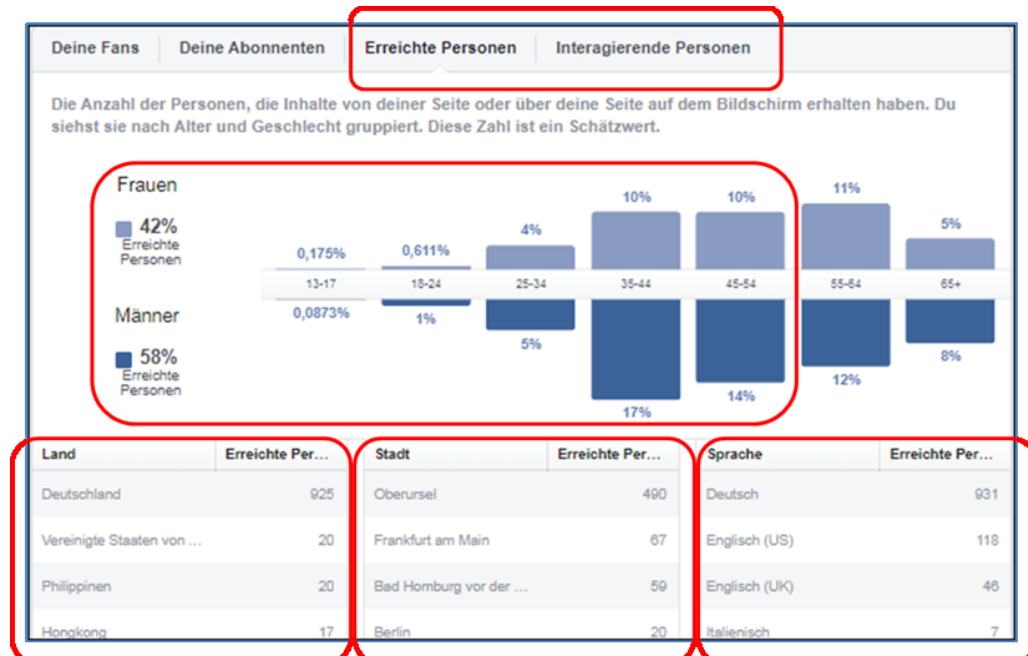 Deine Fans Deine Abonnenten Erreichte Personen Interagierende Personen
Die Anzahl der Personen, die Inhalte von deiner Seite oder über deine Seite auf dem Bildschirm erhalten haben. Du
siehst sie nach Alter und Geschlecht gruppiert. Diese Zahl ist ein Schätzwert.
Frauen
42%
Erreichte
Personen
0,175% 0,611% 4% 10% 10% 11% 5%
13-17 18-24 25-34 35-44 45-54 55-64 65+
Männer
58%
Erreichte
Personen
0,0873% 1% 5% 17% 14% 12% 8%
Land Erreichte Per... Stadt Erreichte Per... Sprache Erreichte Per...
Deutschland 925 Oberursel 490 Deutsch 931
Vereinigte Staaten von ... 20 Frankfurt am Main 67 Englisch (US) 118
Philippinen 20 Bad Homburg vor der ... 59 Englisch (UK) 46
Hongkong 17 Berlin 20 Italienisch 7